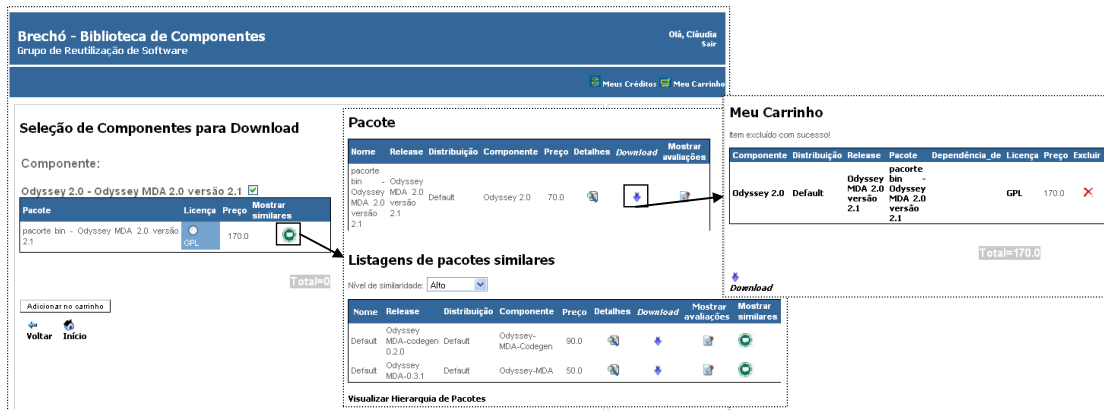 Brechó - Biblioteca de Componentes
Grupo de Reutilização de Software
Olá, Cláudia
Sair
Meus Créditos Meu Carrinho
Seleção de Componentes para Download
Componente:
Odyssey 2.0 - Odyssey MDA 2.0 versão 2.1
Pacote Licença Preço Mostrar
similares
pacorte bin - Odyssey MDA 2.0 versão
2.1
GPL
170.0
Total=0
Adicionar no carrinho
Voltar Início
Pacote
Nome Release Distribuição Componente Preço Detalhes Download Mostrar
avaliações
pacorte
bin -
Odyssey
MDA 2.0
versão
2.1
Odyssey
MDA 2.0
versão
2.1
Default
Odyssey 2.0
70.0
Listagens de pacotes similares
Nível de similaridade: Alto
Nome Release Distribuição Componente Preço Detalhes Download Mostrar
avaliações
Mostrar
similares
Default
Odyssey
MDA-codegen
0.2.0
Default
Odyssey-
MDA-Codegen
90.0
Default
Odyssey
MDA-0.3.1
Default
Odyssey-MDA
50.0
Visualizar Hierarquia de Pacotes
Meu Carrinho
Item excluído com sucesso!
Componente Distribuição Release Pacote Dependência_de Licença Preço Excluir
Odyssey 2.0
Default
Odyssey
MDA 2.0
versão
2.1
pacorte
bin -
Odyssey
MDA 2.0
versão
2.1
GPL
170.0
Total=170.0
Download